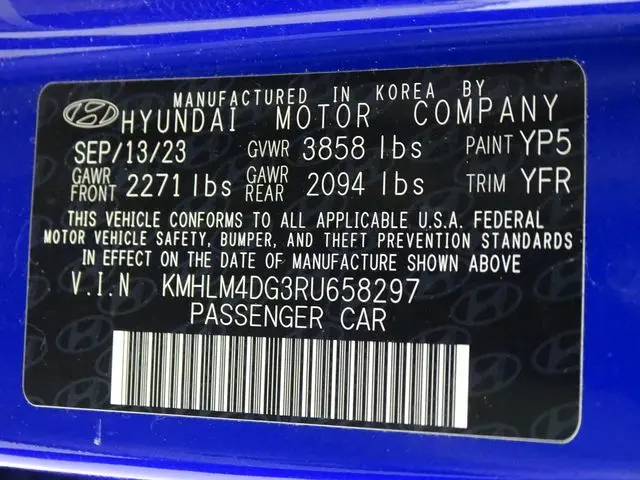 MANUFACTURED IN KOREA BY
HYUNDAI MOTOR COMPANY
SEP/13/23 GVWR 3858 lbs PAINT YP5
GAWR FRONT 2271 lbs GAWR REAR 2094 lbs TRIM YFR
THIS VEHICLE CONFORMS TO ALL APPLICABLE U.S.A. FEDERAL
MOTOR VEHICLE SAFETY, BUMPER, AND THEFT PREVENTION STANDARDS
IN EFFECT ON THE DATE OF MANUFACTURE SHOWN ABOVE
V.I.N KMHLM4DG3RU658297
PASSENGER CAR